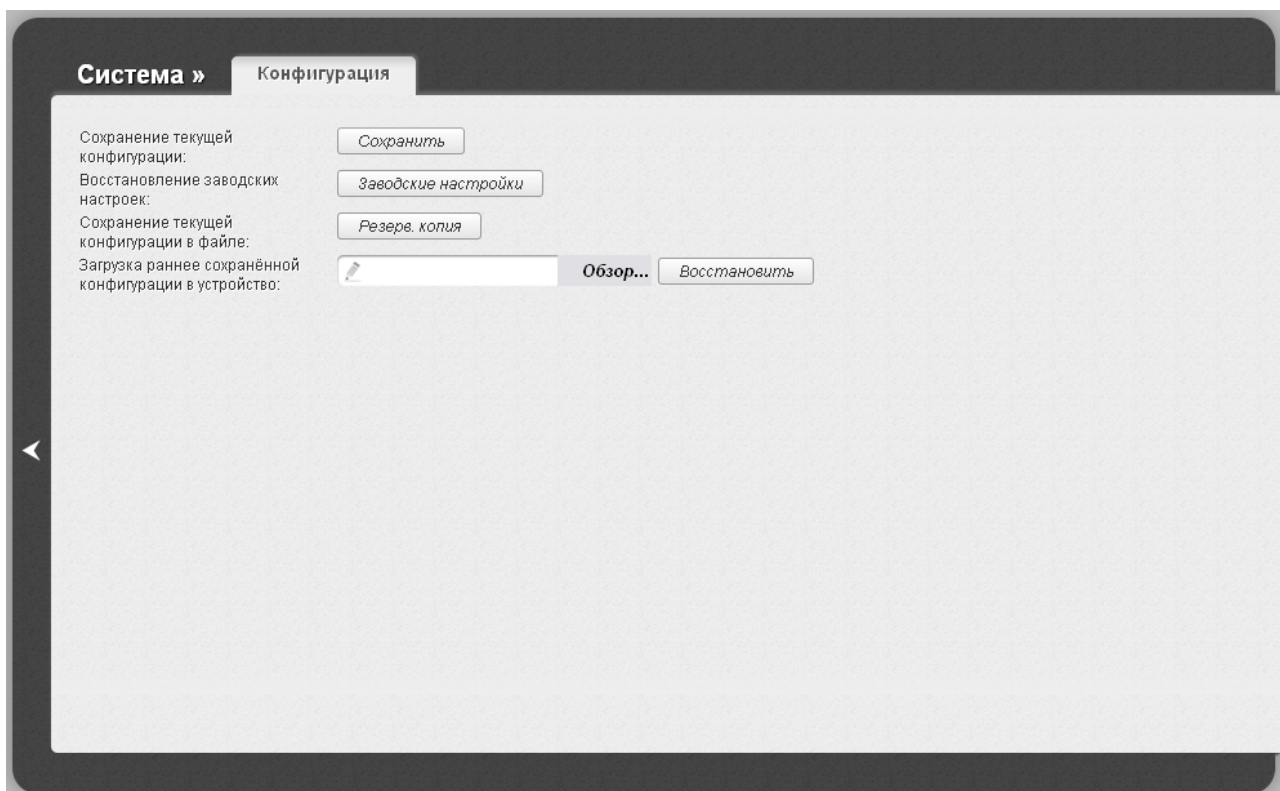 Система »
Конфигурация
Сохранение текущей
конфигурации:
Сохранить
Восстановление заводских
настроек:
Заводские настройки
Сохранение текущей
конфигурации в файле:
Резерв. копия
Загрузка раннее сохранённой
конфигурации в устройство:
Обзор...
Восстановить